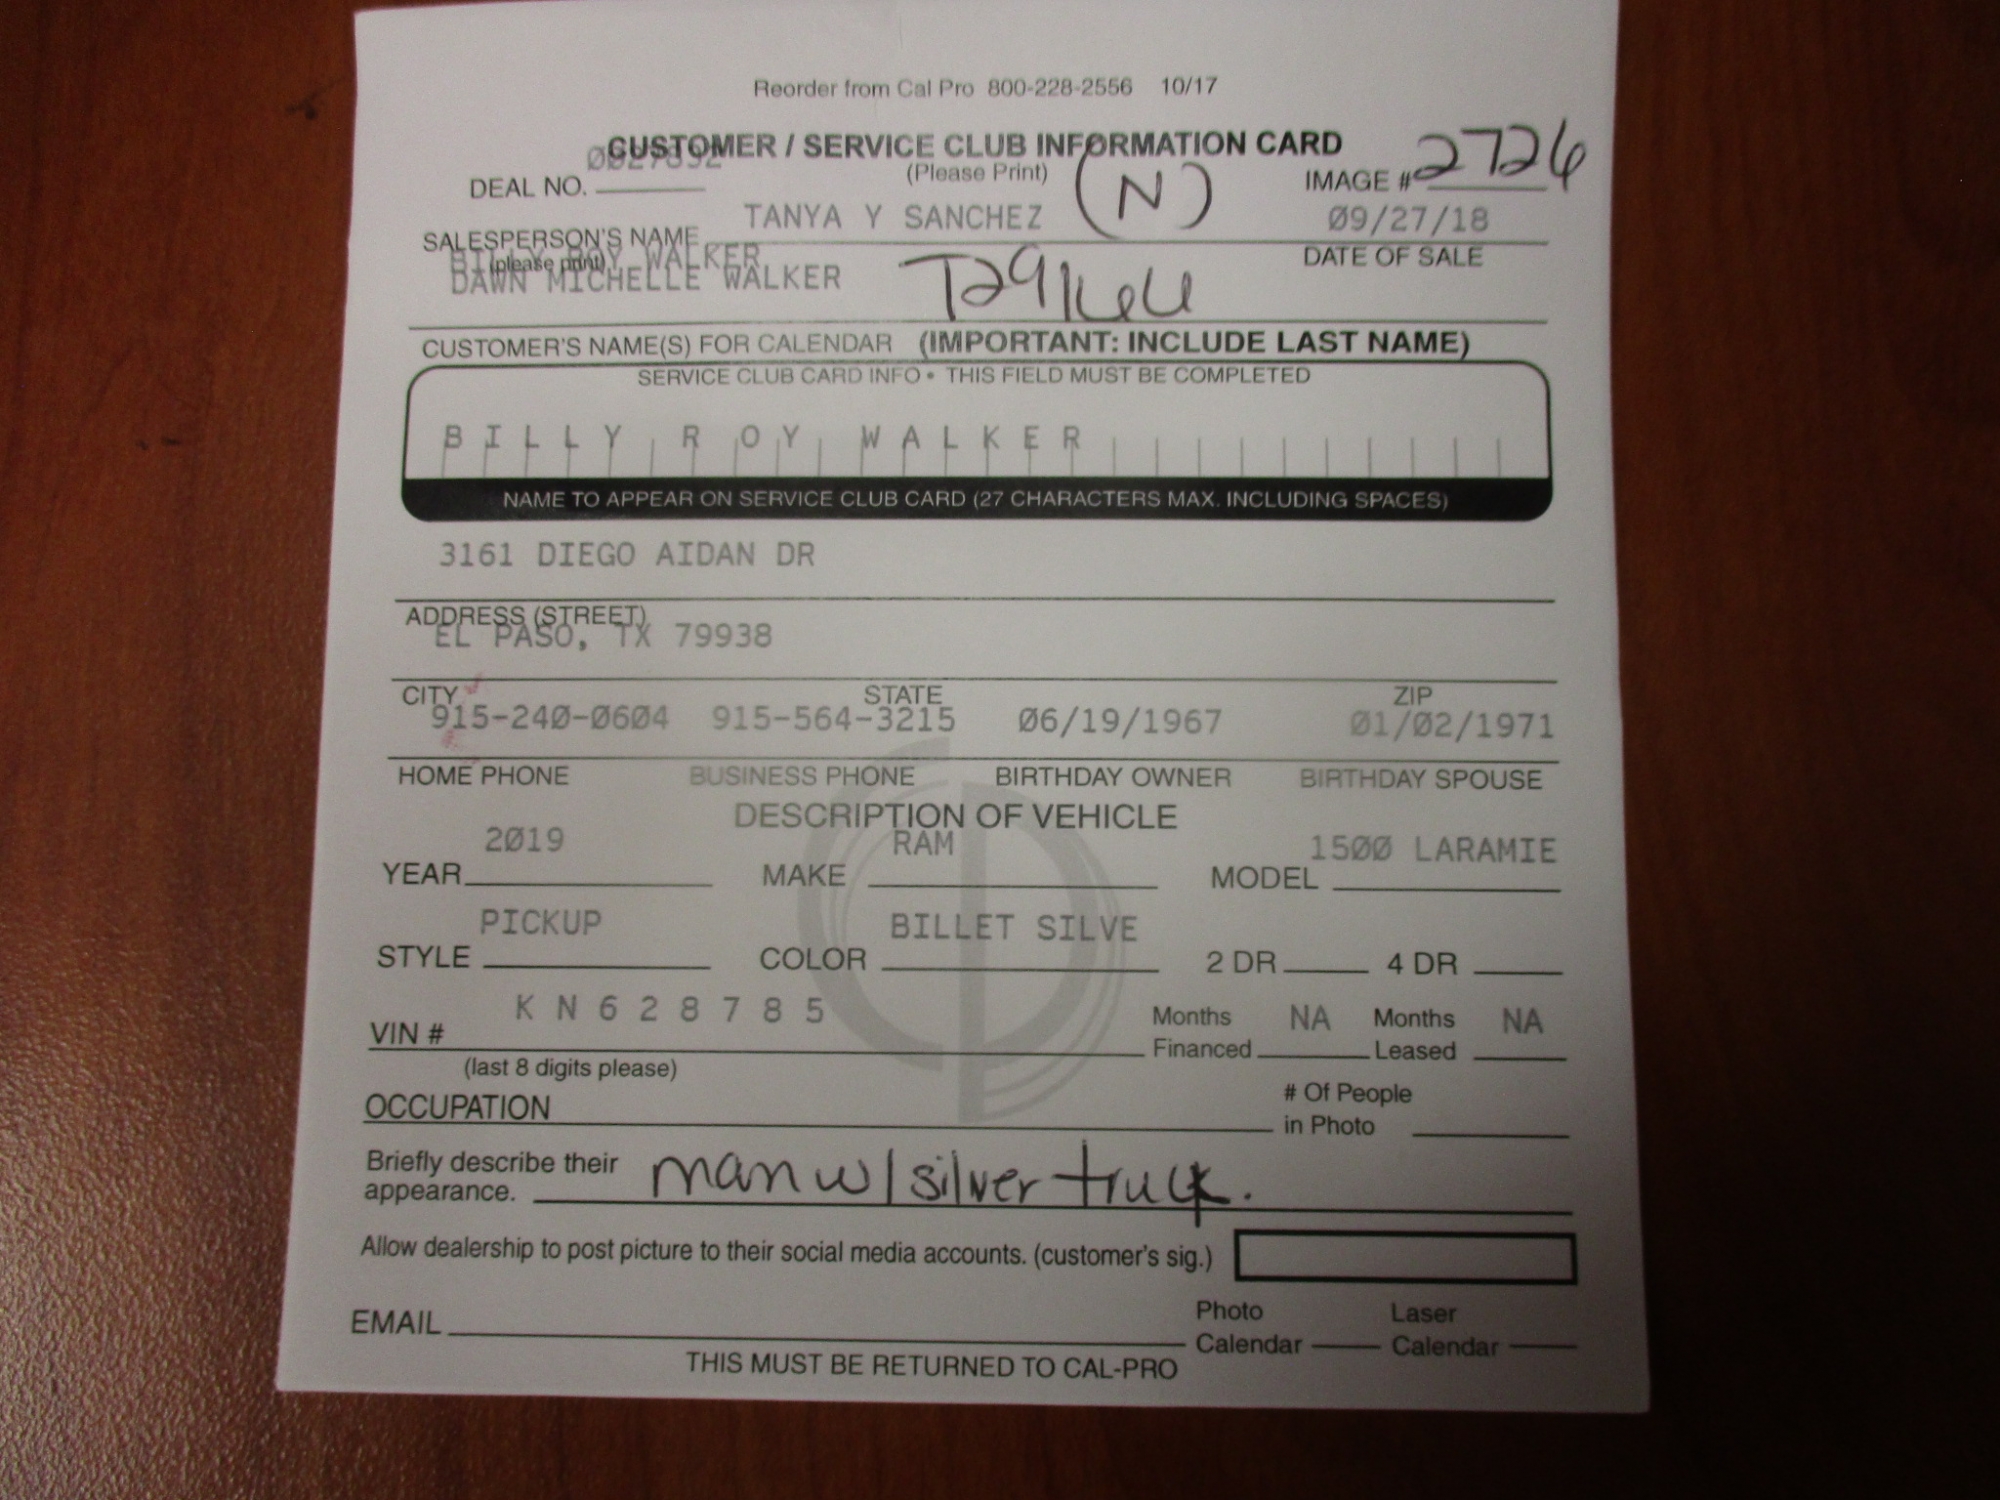 Reorder from Cal Pro 800-228-2556 10/17
CUSTOMER / SERVICE CLUB INFORMATION CARD
(Please Print)
DEAL NO. IMAGE # 2726
(N)
TANYA Y SANCHEZ 09/27/18
SALESPERSON'S NAME DATE OF SALE
(please print)
BILLY ROY WALKER
DAWN MICHELLE WALKER
CUSTOMER'S NAME(S) FOR CALENDAR (IMPORTANT: INCLUDE LAST NAME)
SERVICE CLUB CARD INFO • THIS FIELD MUST BE COMPLETED
BILLY ROY WALKER
NAME TO APPEAR ON SERVICE CLUB CARD (27 CHARACTERS MAX. INCLUDING SPACES)
3161 DIEGO AIDAN DR
ADDRESS (STREET)
EL PASO, TX 79938
CITY STATE ZIP
915-240-0604 915-564-3215 06/19/1967 01/02/1971
HOME PHONE BUSINESS PHONE BIRTHDAY OWNER BIRTHDAY SPOUSE
DESCRIPTION OF VEHICLE
YEAR 2019 MAKE RAM MODEL 1500 LARAMIE
STYLE PICKUP COLOR BILLET SILVE 2 DR 4 DR
VIN # K N 6 2 8 7 8 5 Months Financed NA Months Leased NA
(last 8 digits please)
OCCUPATION # Of People in Photo
Briefly describe their appearance. man w/ silver truck.
Allow dealership to post picture to their social media accounts. (customer's sig.)
EMAIL Photo Calendar Laser Calendar
THIS MUST BE RETURNED TO CAL-PRO